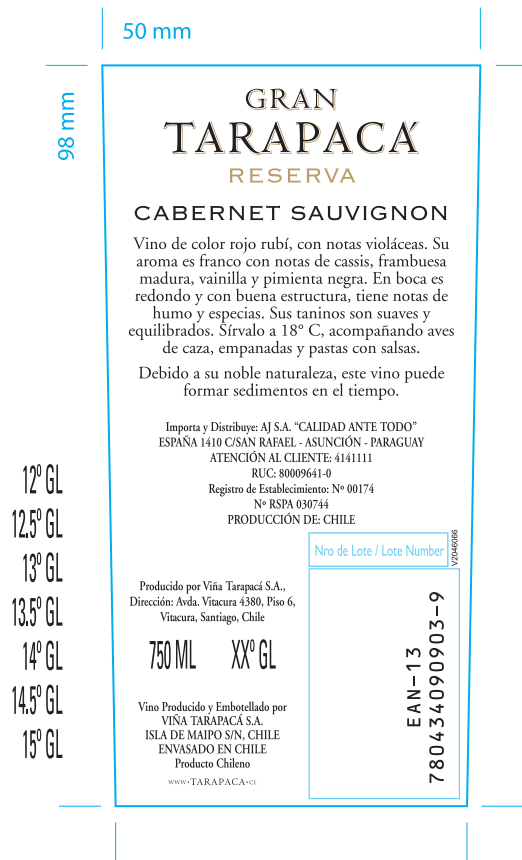 50 mm
98 mm
GRAN
TARAPACÁ
RESERVA
CABERNET SAUVIGNON
Vino de color rojo rubí, con notas violáceas. Su
aroma es franco con notas de cassis, frambuesa
madura, vainilla y pimienta negra. En boca es
redondo y con buena estructura, tiene notas de
humo y especias. Sus taninos son suaves y
equilibrados. Sírvalo a 18° C, acompañando aves
de caza, empanadas y pastas con salsas.
Debido a su noble naturaleza, este vino puede
formar sedimentos en el tiempo.
Importa y Distribuye: AJ S.A. “CALIDAD ANTE TODO”
ESPAÑA 1410 C/SAN RAFAEL - ASUNCIÓN - PARAGUAY
ATENCIÓN AL CLIENTE: 4141111
RUC: 80009641-0
Registro de Establecimiento: Nº 00174
Nº RSPA 030744
PRODUCCIÓN DE: CHILE
12º GL
12.5º GL
13º GL
13.5º GL
14º GL
14.5º GL
15º GL
Nro de Lote / Lote Number
V2046066
Producido por Viña Tarapacá S.A.,
Dirección: Avda. Vitacura 4380, Piso 6,
Vitacura, Santiago, Chile
750 ML XXº GL
EAN-13
780434090903-9
Vino Producido y Embotellado por
VIÑA TARAPACÁ S.A.
ISLA DE MAIPO S/N, CHILE
ENVASADO EN CHILE
Producto Chileno
WWW•TARAPACA•CL